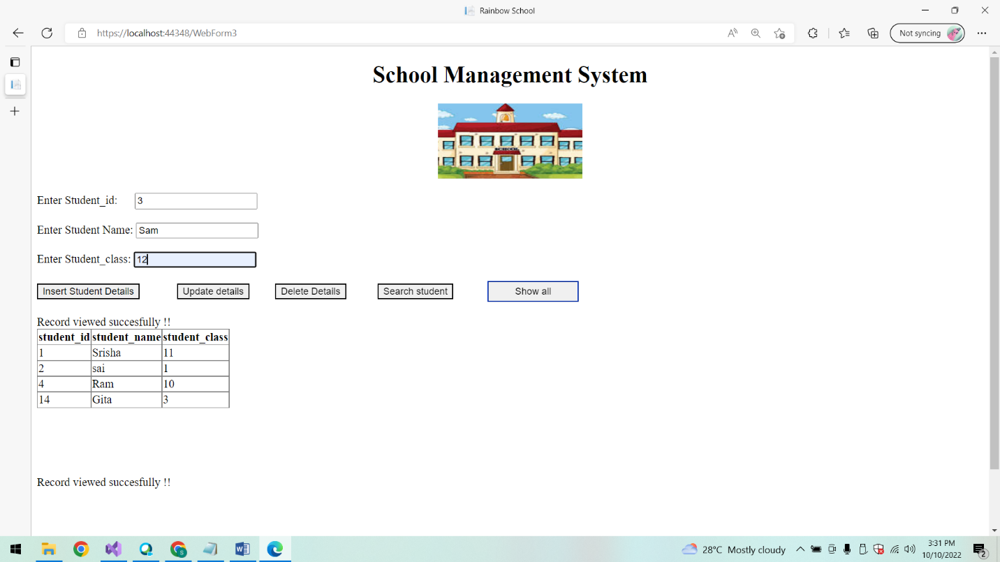 Rainbow School
https://localhost:44348/WebForm3
Not syncing
School Management System
SCHOOL
Enter Student_id: 3
Enter Student Name: Sam
Enter Student_class: 12
Insert Student Details Update details Delete Details Search student Show all
Record viewed succesfully !!
student_id student_name student_class
1 Srisha 11
2 sai 1
4 Ram 10
14 Gita 3
Record viewed succesfully !!
28°C Mostly cloudy
3:31 PM
10/10/2022
2